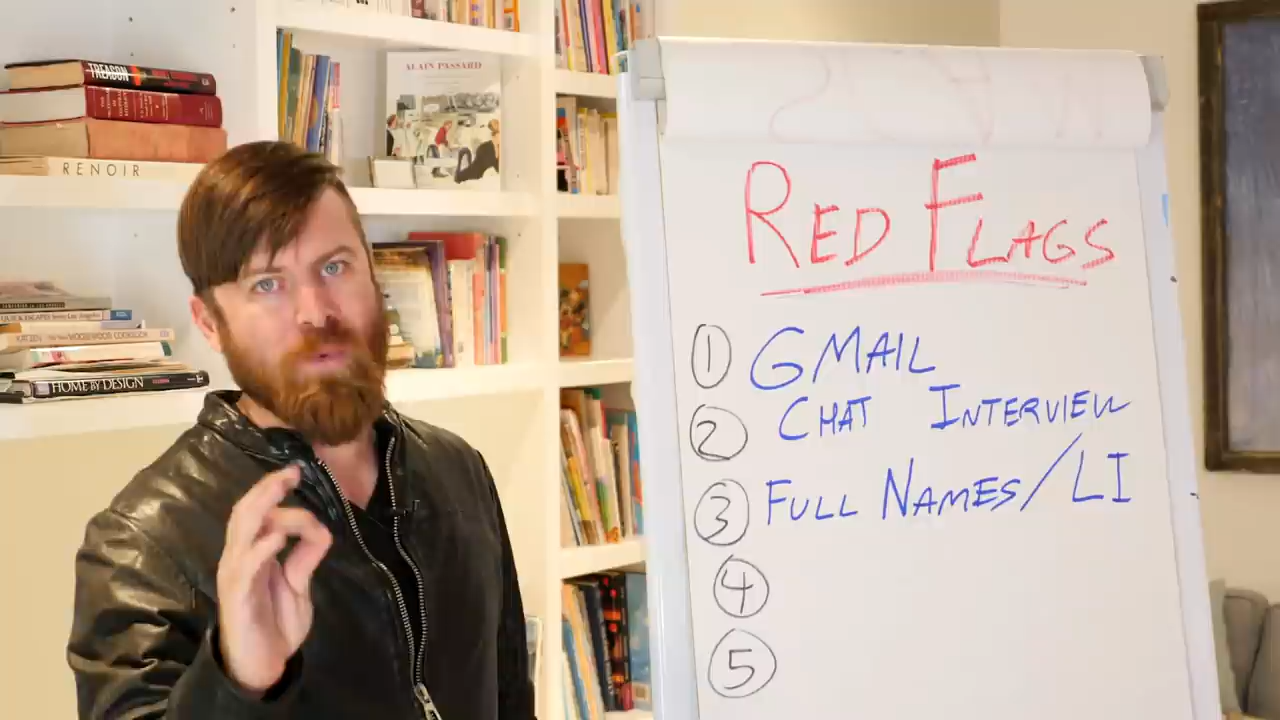 TREASON
RENOIR
ALAIN PASSARD
HOME BY DESIGN
RED FLAGS
1 GMAIL
2 CHAT INTERVIEW
3 FULL NAMES/LI
4
5